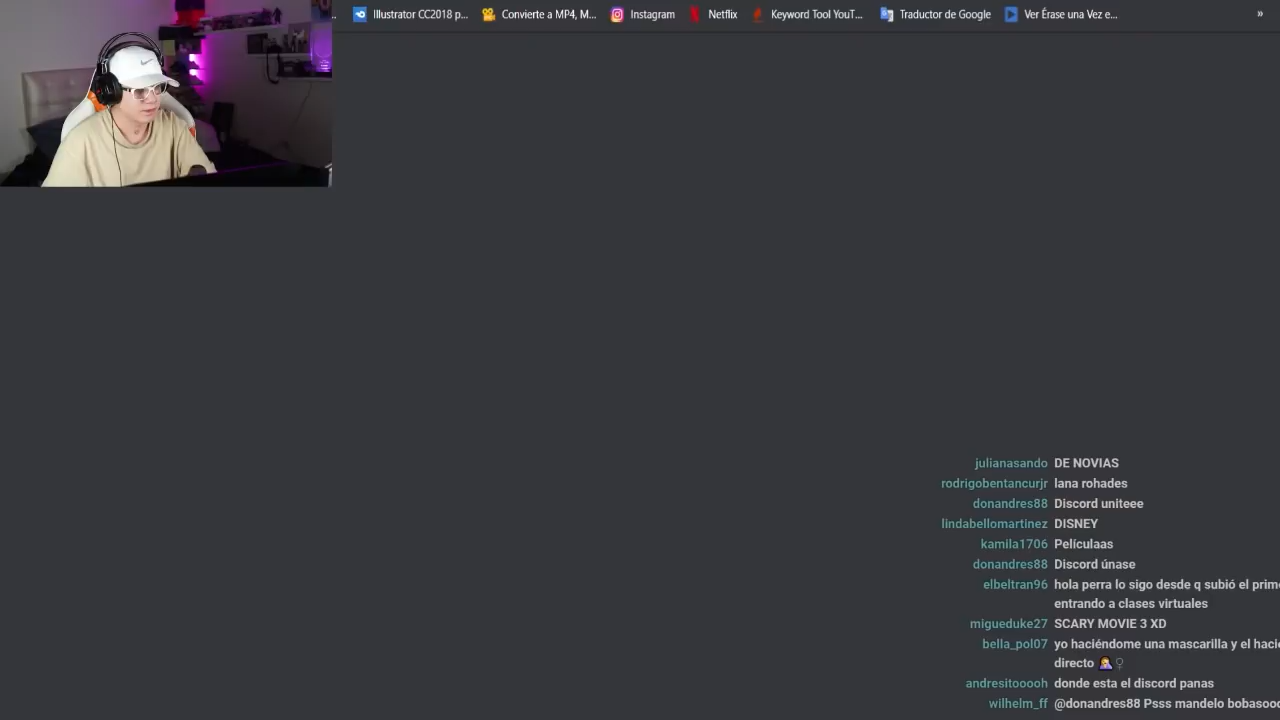 Illustrator CC2018 p... Convierte a MP4, M... Instagram Netflix Keyword Tool YouT... Traductor de Google Ver Érase una Vez e... »
julianasando DE NOVIAS
rodrigobentancurjr lana rohades
donandres88 Discord uniteee
lindabellomartinez DISNEY
kamila1706 Películaas
donandres88 Discord únase
elbeltran96 hola perra lo sigo desde q subió el prim
entrando a clases virtuales
migueduke27 SCARY MOVIE 3 XD
bella_pol07 yo haciéndome una mascarilla y el haci
directo 🤦‍♀
andresitooooh donde esta el discord panas
wilhelm_ff @donandres88 Psss mandelo bobasooo